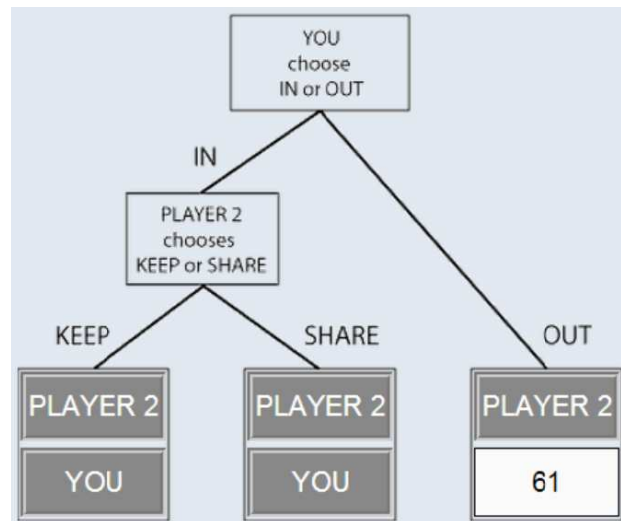 YOU
choose
IN or OUT
IN
PLAYER 2
chooses
KEEP or SHARE
KEEP
SHARE
OUT
PLAYER 2
PLAYER 2
PLAYER 2
YOU
YOU
61